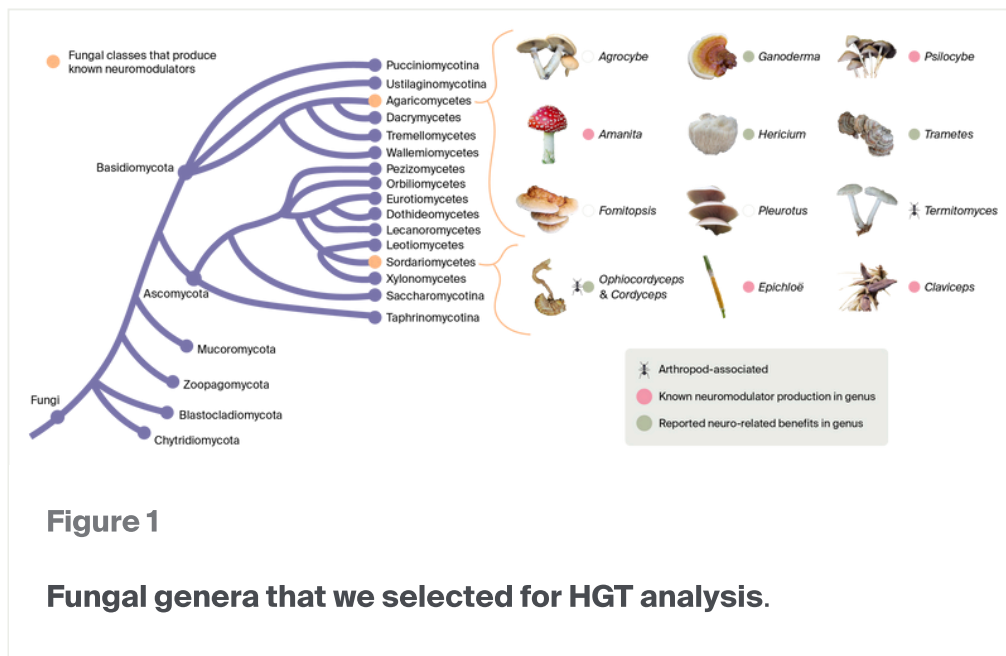 Fungal classes that produce
known neuromodulators
Pucciniomycotina
Ustilaginomycotina
Agaricomycetes
Dacrymycetes
Tremellomycetes
Wallemiomycetes
Pezizomycetes
Orbiliomycetes
Eurotiomycetes
Dothideomycetes
Lecanoromycetes
Leotiomycetes
Sordariomycetes
Xylonomycetes
Saccharomycotina
Taphrinomycotina
Basidiomycota
Ascomycota
Mucoromycota
Zoopagomycota
Blastocladiomycota
Chytridiomycota
Fungi
Agrocybe
Ganoderma
Psilocybe
Amanita
Hericium
Trametes
Fomitopsis
Pleurotus
Termitomyces
Ophiocordyceps
& Cordyceps
Epichloë
Claviceps
Arthropod-associated
Known neuromodulator production in genus
Reported neuro-related benefits in genus
Figure 1
Fungal genera that we selected for HGT analysis.